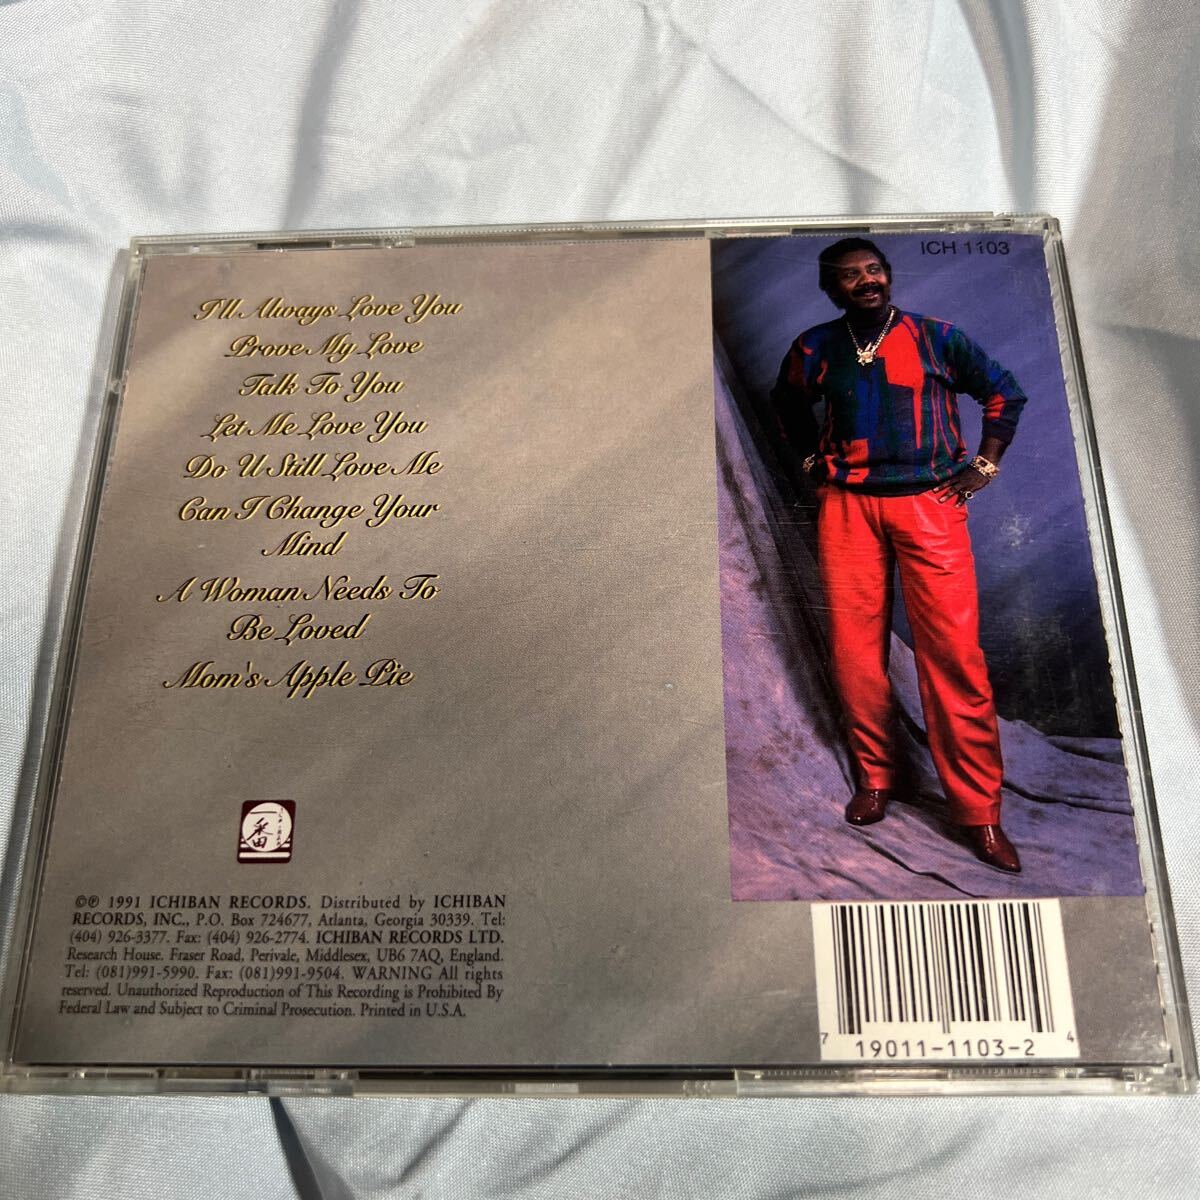 I'll Always Love You
Prove My Love
Talk To You
Let Me Love You
Do U Still Love Me
Can I Change Your
Mind
A Woman Needs To
Be Loved
Mom's Apple Pie
ICH 1103
一番
©℗ 1991 ICHIBAN RECORDS. Distributed by ICHIBAN
RECORDS, INC., P.O. Box 724677, Atlanta, Georgia 30339. Tel:
(404) 926-3377. Fax: (404) 926-2774. ICHIBAN RECORDS LTD.
Research House. Fraser Road, Perivale, Middlesex, UB6 7AQ, England.
Tel: (081)991-5990. Fax: (081)991-9504. WARNING All rights
reserved. Unauthorized Reproduction of This Recording is Prohibited By
Federal Law and Subject to Criminal Prosecution. Printed in U.S.A.
7 19011-1103-2 4